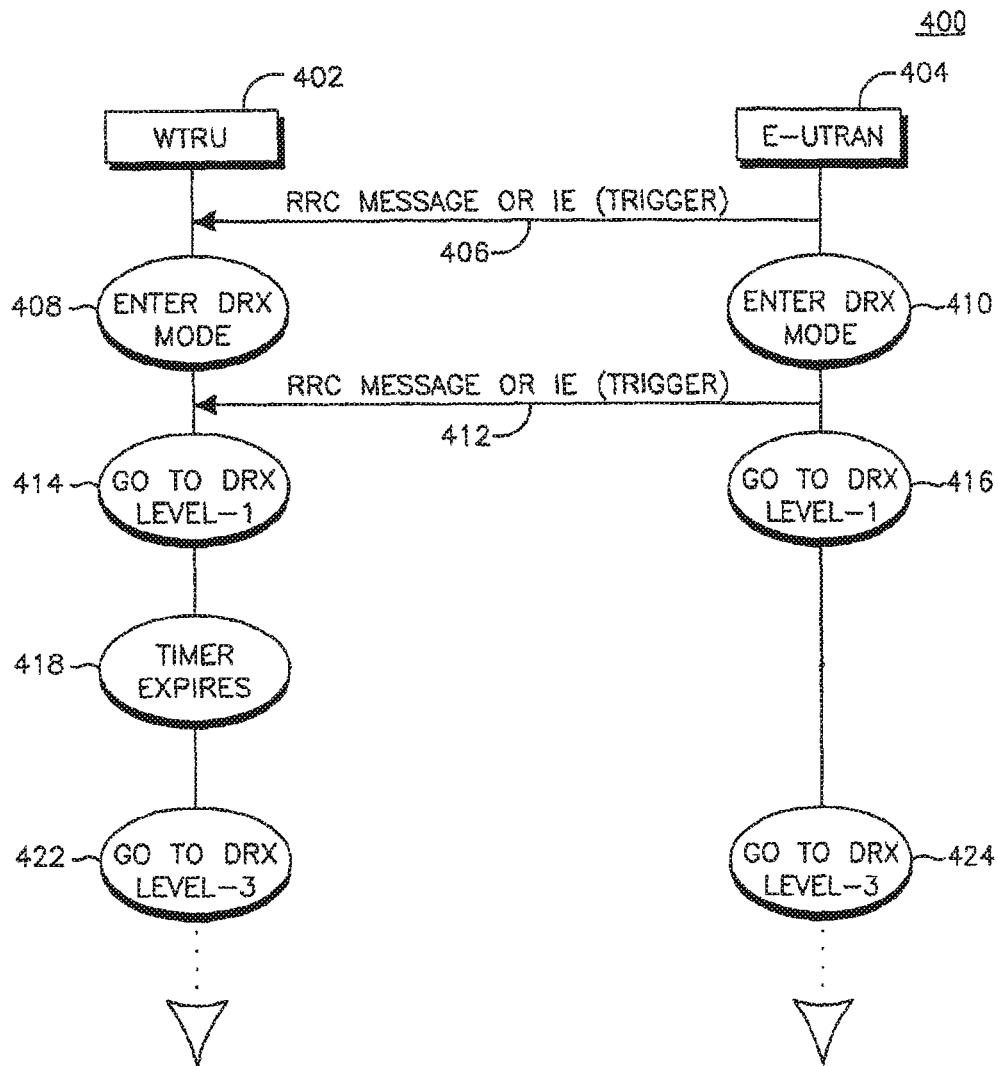 400
402
404
WTRU
E-UTRAN
RRC MESSAGE OR IE (TRIGGER)
406
408
ENTER DRX
MODE
ENTER DRX
MODE
410
RRC MESSAGE OR IE (TRIGGER)
412
414
GO TO DRX
LEVEL-1
GO TO DRX
LEVEL-1
416
418
TIMER
EXPIRES
422
GO TO DRX
LEVEL-3
GO TO DRX
LEVEL-3
424